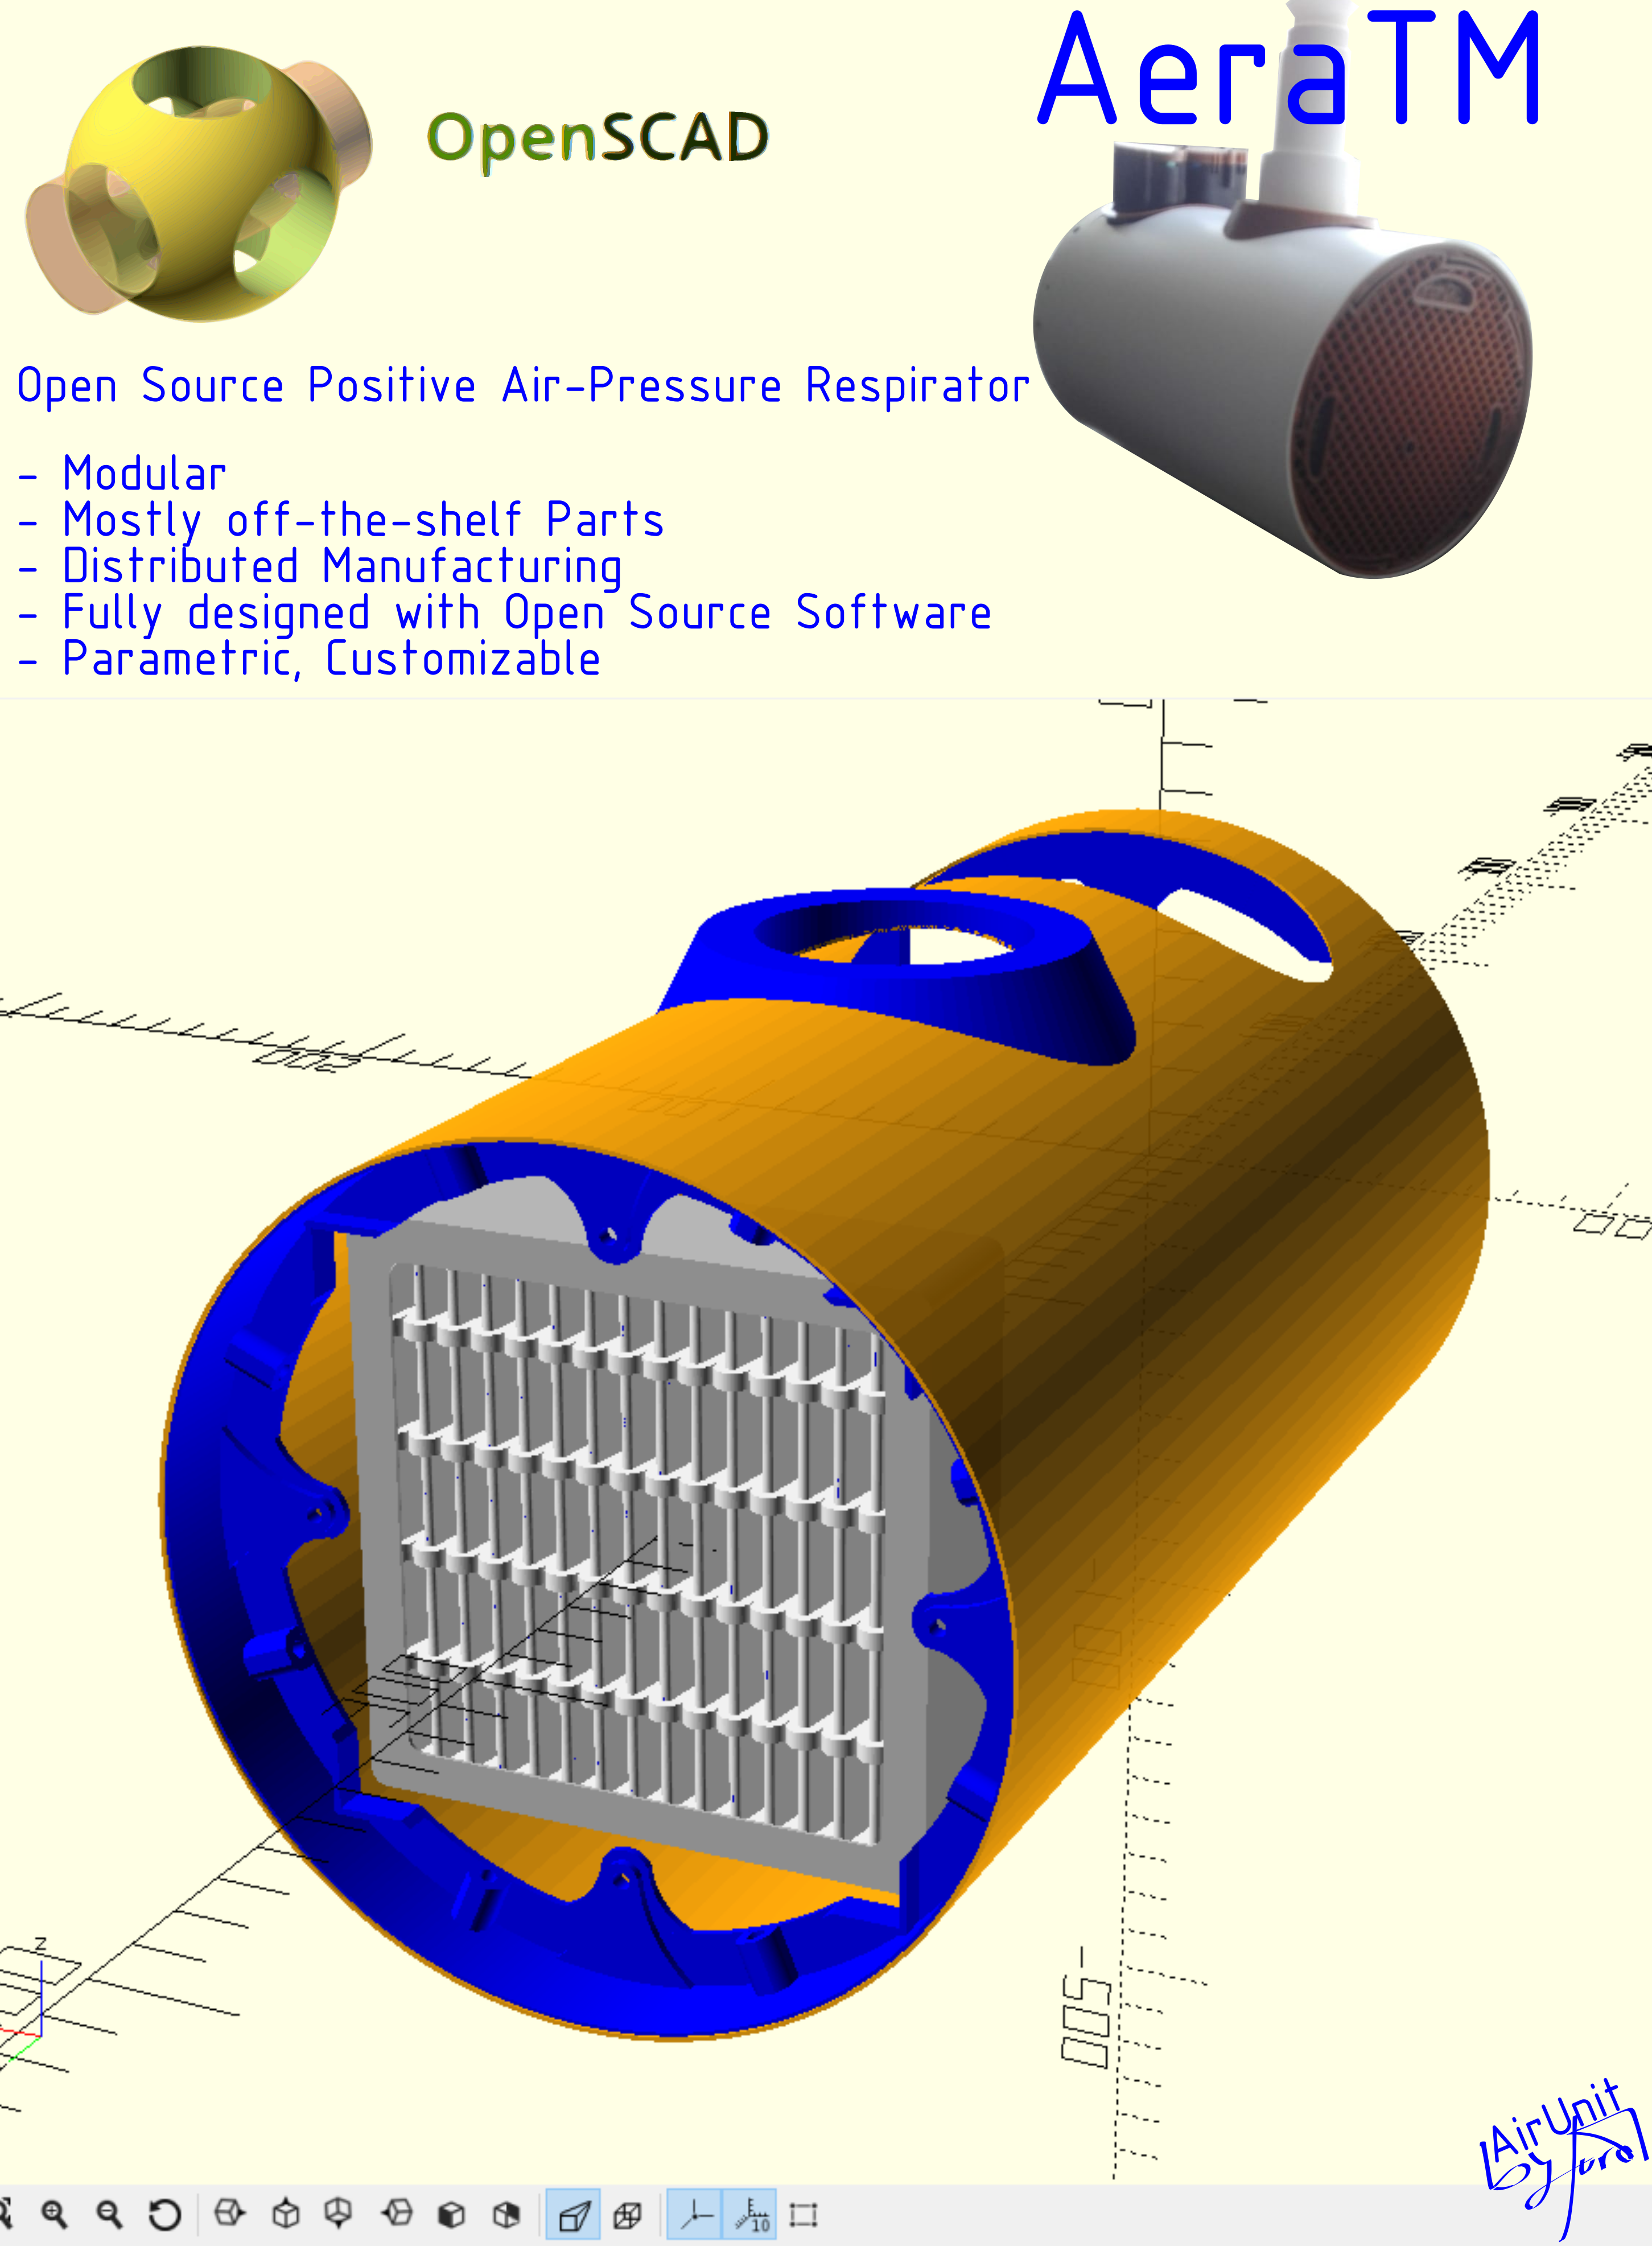 AeraTM
OpenSCAD
Open Source Positive Air-Pressure Respirator
- Modular
- Mostly off-the-shelf Parts
- Distributed Manufacturing
- Fully designed with Open Source Software
- Parametric, Customizable
200
-500
z
AirUnit
by
10